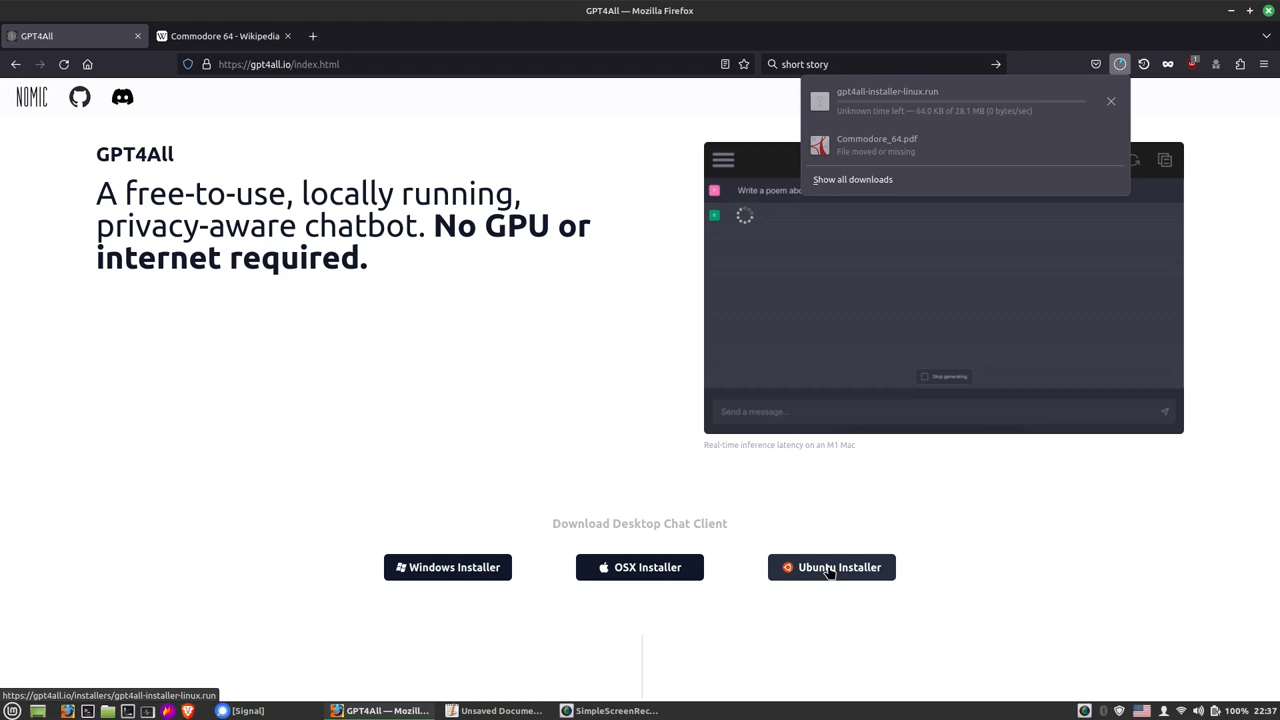 GPT4All — Mozilla Firefox
GPT4All
Commodore 64 - Wikipedia
https://gpt4all.io/index.html
short story
NOMIC
gpt4all-installer-linux.run
Unknown time left — 64.0 KB of 28.1 MB (0 bytes/sec)
Commodore_64.pdf
File moved or missing
Show all downloads
GPT4All
A free-to-use, locally running,
privacy-aware chatbot. No GPU or
internet required.
Write a poem abo
Stop generating
Send a message...
Real-time inference latency on an M1 Mac
Download Desktop Chat Client
Windows Installer
OSX Installer
Ubuntu Installer
https://gpt4all.io/installers/gpt4all-installer-linux.run
[Signal]
GPT4All — Mozill...
Unsaved Docume...
SimpleScreenRec...
100%
22:37